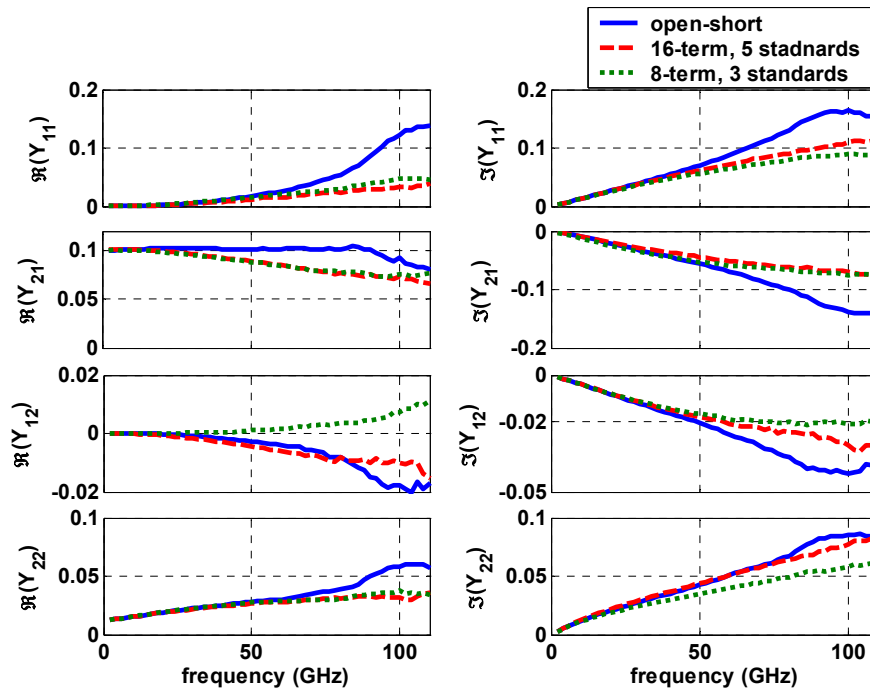 open-short
16-term, 5 stadnards
8-term, 3 standards
ℜ(Y11)
0.2
0.1
0
ℑ(Y11)
0.2
0.1
0
ℜ(Y21)
0.1
0.05
0
ℑ(Y21)
0
-0.1
-0.2
ℜ(Y12)
0.02
0
-0.02
ℑ(Y12)
0
-0.02
-0.05
ℜ(Y22)
0.1
0.05
0
0 50 100
frequency (GHz)
ℑ(Y22)
0.1
0.05
0
0 50 100
frequency (GHz)